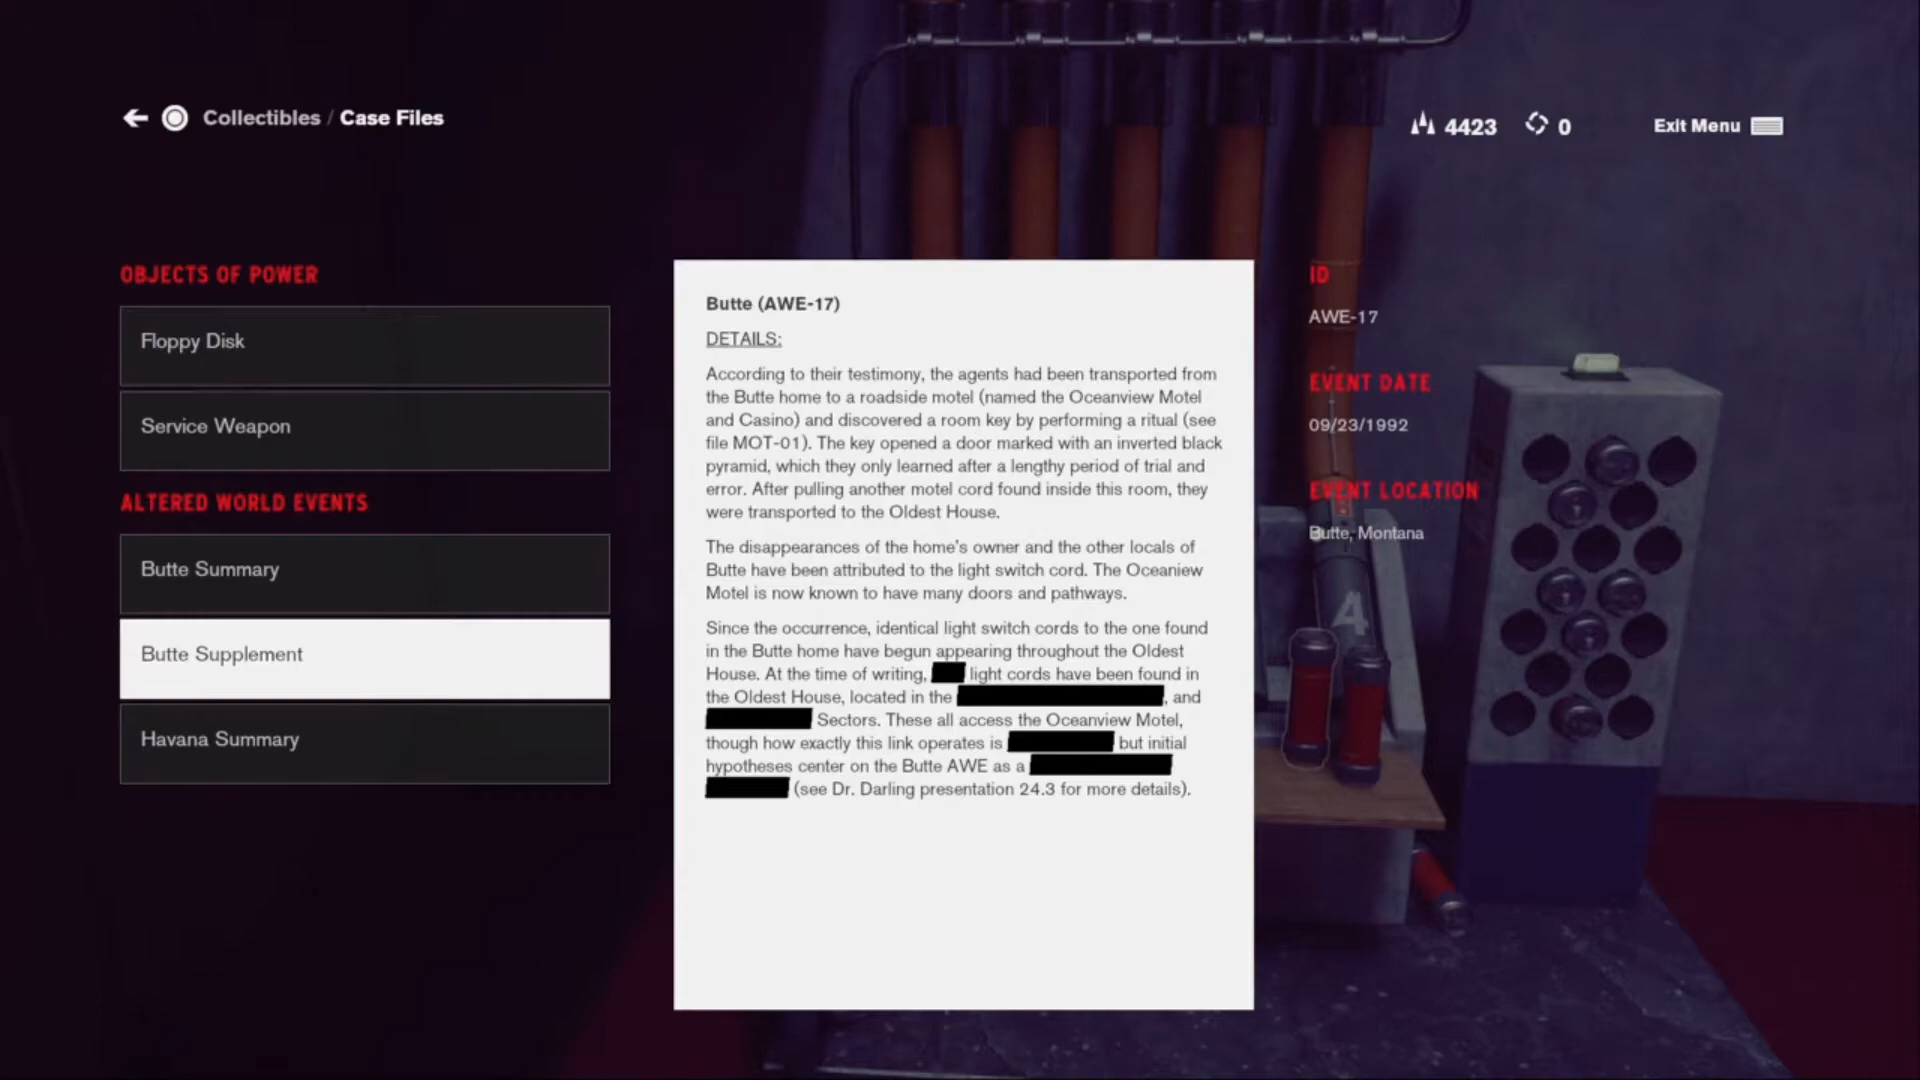 Collectibles / Case Files
4423
0
Exit Menu
OBJECTS OF POWER
Floppy Disk
Service Weapon
ALTERED WORLD EVENTS
Butte Summary
Butte Supplement
Havana Summary
Butte (AWE-17)
DETAILS:
According to their testimony, the agents had been transported from
the Butte home to a roadside motel (named the Oceanview Motel
and Casino) and discovered a room key by performing a ritual (see
file MOT-01). The key opened a door marked with an inverted black
pyramid, which they only learned after a lengthy period of trial and
error. After pulling another motel cord found inside this room, they
were transported to the Oldest House.
The disappearances of the home's owner and the other locals of
Butte have been attributed to the light switch cord. The Oceaniew
Motel is now known to have many doors and pathways.
Since the occurrence, identical light switch cords to the one found
in the Butte home have begun appearing throughout the Oldest
House. At the time of writing, light cords have been found in
the Oldest House, located in the , and
Sectors. These all access the Oceanview Motel,
though how exactly this link operates is but initial
hypotheses center on the Butte AWE as a
(see Dr. Darling presentation 24.3 for more details).
ID
AWE-17
EVENT DATE
09/23/1992
EVENT LOCATION
Butte, Montana
4